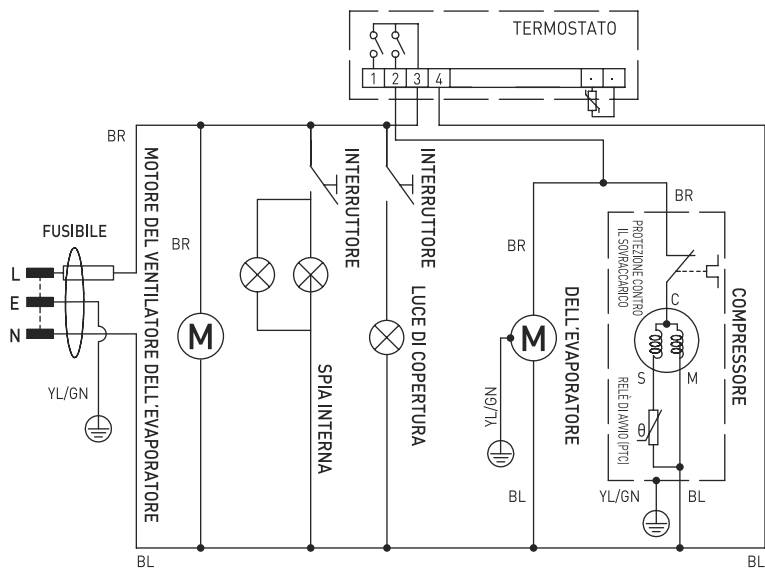 TERMOSTATO
1 2 3 4 · ·
BR
MOTORE DEL VENTILATORE DELL'EVAPORATORE
BR
INTERRUTTORE
INTERRUTTORE
BR
BR
FUSIBILE
L
E
N
YL/GN
M
SPIA INTERNA
LUCE DI COPERTURA
M
YL/GN
DELL'EVAPORATORE
PROTEZIONE CONTRO
IL SOVRACCARICO
C
S
M
RELÈ DI AVVIO (PTC)
θ
COMPRESSORE
BL
YL/GN
BL
BL
BL